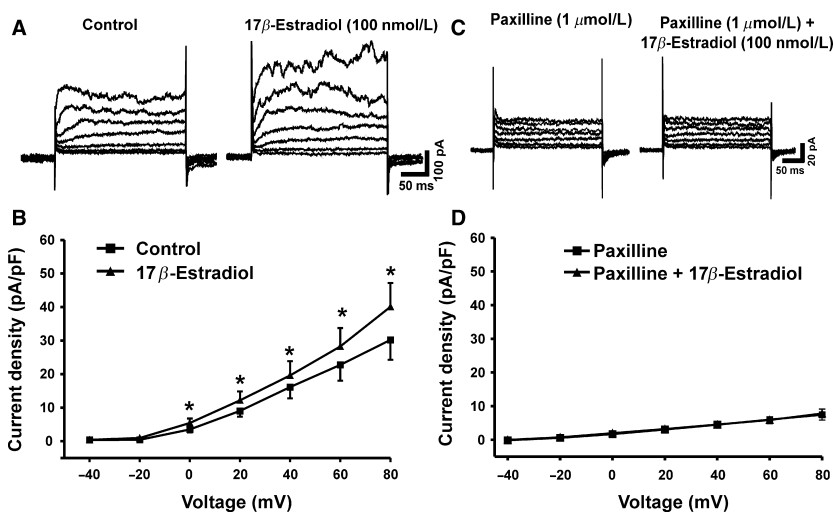 A
Control
17β-Estradiol (100 nmol/L)
100 pA
50 ms
C
Paxilline (1 μmol/L)
Paxilline (1 μmol/L) +
17β-Estradiol (100 nmol/L)
20 pA
50 ms
B
Control
17β-Estradiol
Current density (pA/pF)
60
50
40
30
20
10
0
* * * * *
−40 −20 0 20 40 60 80
Voltage (mV)
D
Paxilline
Paxilline + 17β-Estradiol
Current density (pA/pF)
60
50
40
30
20
10
0
−40 −20 0 20 40 60 80
Voltage (mV)